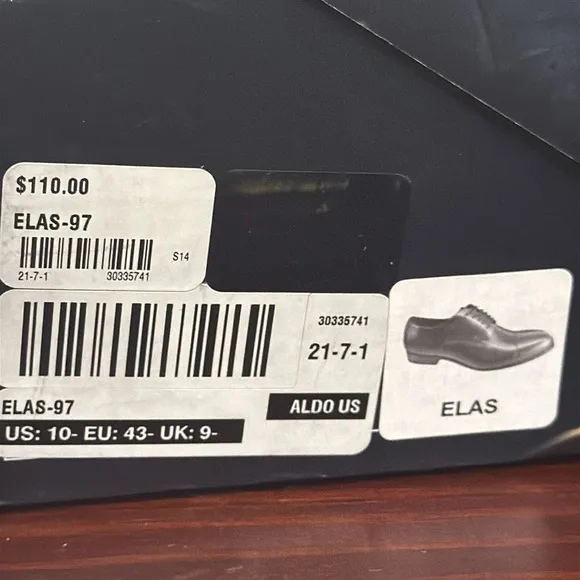 $110.00
ELAS-97
S14
21-7-1 30335741
30335741
21-7-1
ELAS-97
ALDO US
US: 10- EU: 43- UK: 9-
ELAS